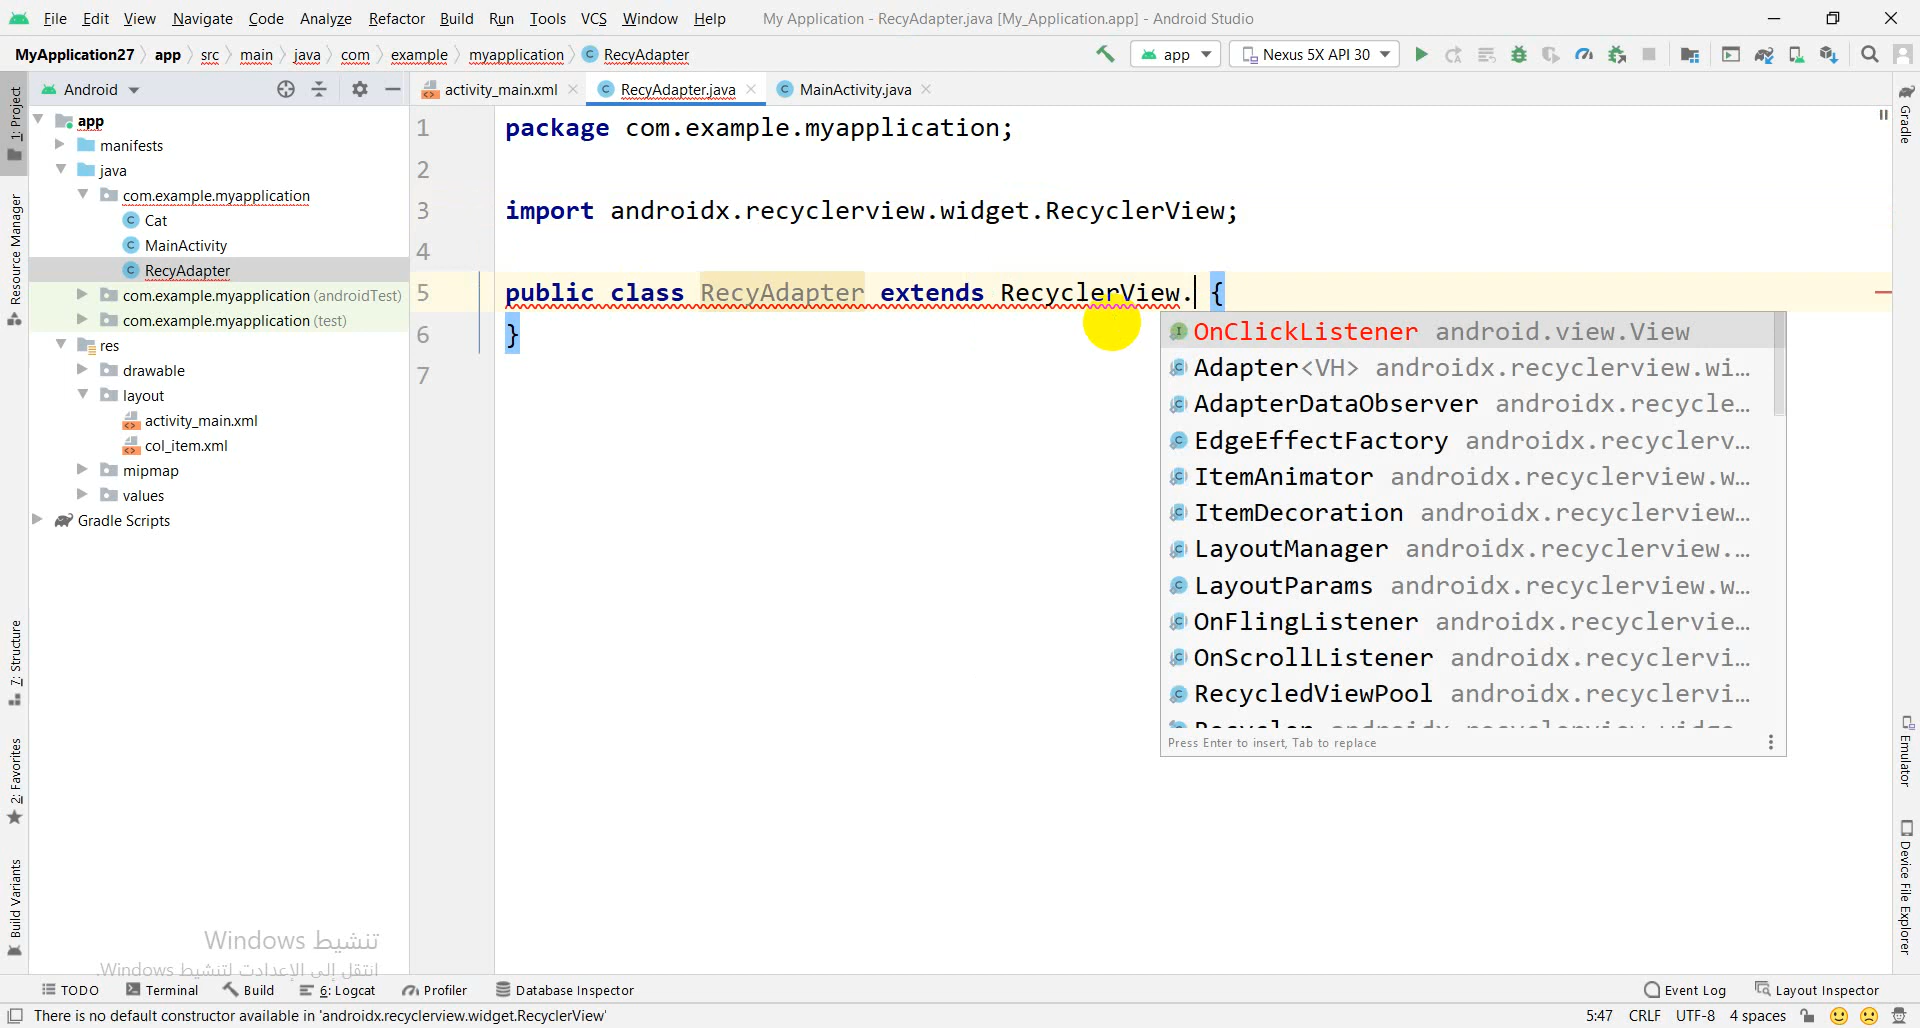 File Edit View Navigate Code Analyze Refactor Build Run Tools VCS Window Help My Application - RecyAdapter.java [My_Application.app] - Android Studio
MyApplication27 app src main java com example myapplication RecyAdapter app Nexus 5X API 30
Android activity_main.xml RecyAdapter.java MainActivity.java
1: Project
Resource Manager
7: Structure
2: Favorites
Build Variants
app
manifests
java
com.example.myapplication
Cat
MainActivity
RecyAdapter
com.example.myapplication (androidTest)
com.example.myapplication (test)
res
drawable
layout
activity_main.xml
col_item.xml
mipmap
values
Gradle Scripts
1 package com.example.myapplication;
2
3 import androidx.recyclerview.widget.RecyclerView;
4
5 public class RecyAdapter extends RecyclerView. {
6 }
7
OnClickListener android.view.View
Adapter<VH> androidx.recyclerview.wi...
AdapterDataObserver androidx.recycle...
EdgeEffectFactory androidx.recyclerv...
ItemAnimator androidx.recyclerview.w...
ItemDecoration androidx.recyclerview...
LayoutManager androidx.recyclerview....
LayoutParams androidx.recyclerview.w...
OnFlingListener androidx.recyclervie...
OnScrollListener androidx.recyclervi...
RecycledViewPool androidx.recyclervi...
Press Enter to insert, Tab to replace
Gradle
Emulator
Device File Explorer
تنشيط Windows
انتقل إلى الإعدادت لتنشيط Windows.
TODO Terminal Build 6: Logcat Profiler Database Inspector Event Log Layout Inspector
There is no default constructor available in 'androidx.recyclerview.widget.RecyclerView' 5:47 CRLF UTF-8 4 spaces